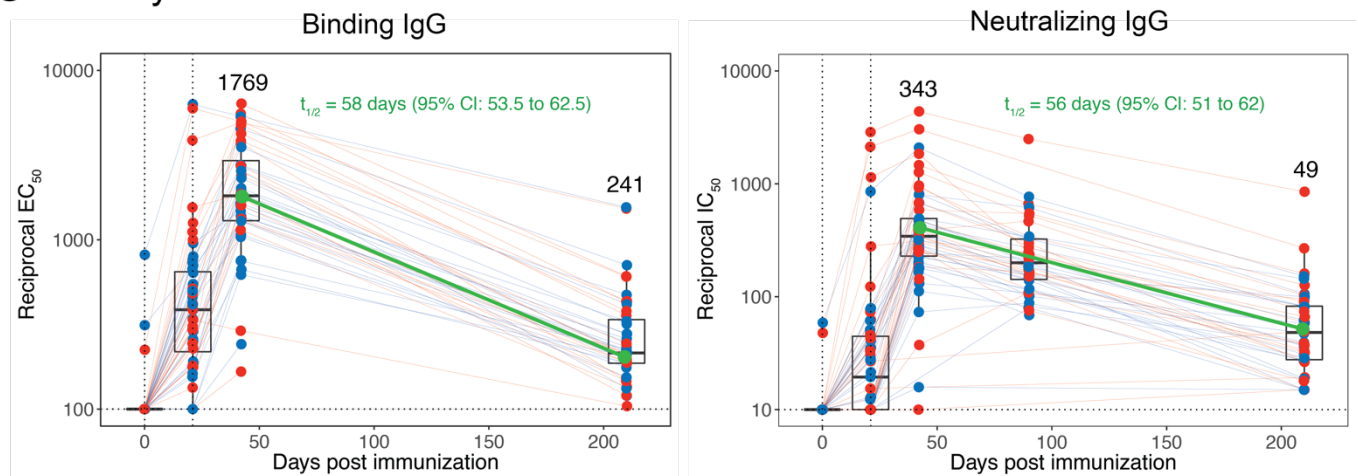 Binding IgG
Reciprocal EC50
10000
1000
100
1769
t1/2 = 58 days (95% CI: 53.5 to 62.5)
241
0 50 100 150 200
Days post immunization
Neutralizing IgG
Reciprocal IC50
10000
1000
100
10
343
t1/2 = 56 days (95% CI: 51 to 62)
49
0 50 100 150 200
Days post immunization